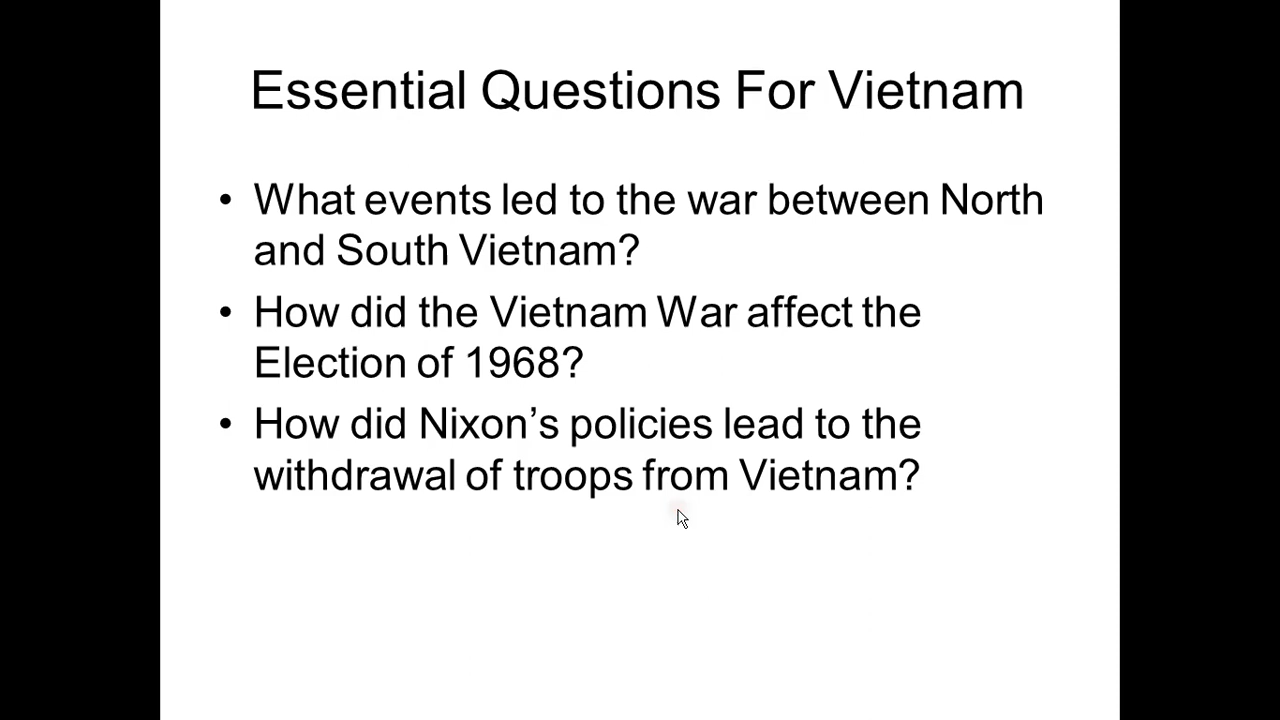 Essential Questions For Vietnam
• What events led to the war between North
and South Vietnam?
• How did the Vietnam War affect the
Election of 1968?
• How did Nixon’s policies lead to the
withdrawal of troops from Vietnam?